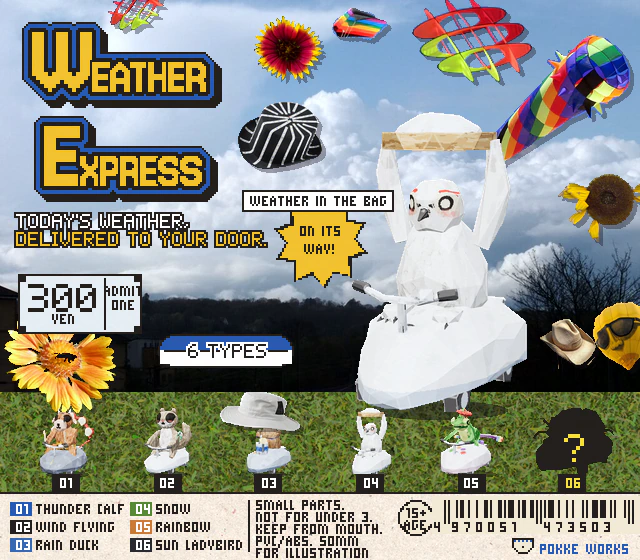 WEATHER
EXPRESS
TODAY'S WEATHER,
DELIVERED TO YOUR DOOR.
WEATHER IN THE BAG
ON ITS
WAY!
300
YEN
ADMIT
ONE
6 TYPES
?
01 02 03 04 05 06
01 THUNDER CALF
02 WIND FLYING
03 RAIN DUCK
04 SNOW
05 RAINBOW
06 SUN LADYBIRD
SMALL PARTS.
NOT FOR UNDER 3.
KEEP FROM MOUTH.
PVC/ABS. 50MM
FOR ILLUSTRATION
15+
AGE
4 970051 473503
POKKE WORKS